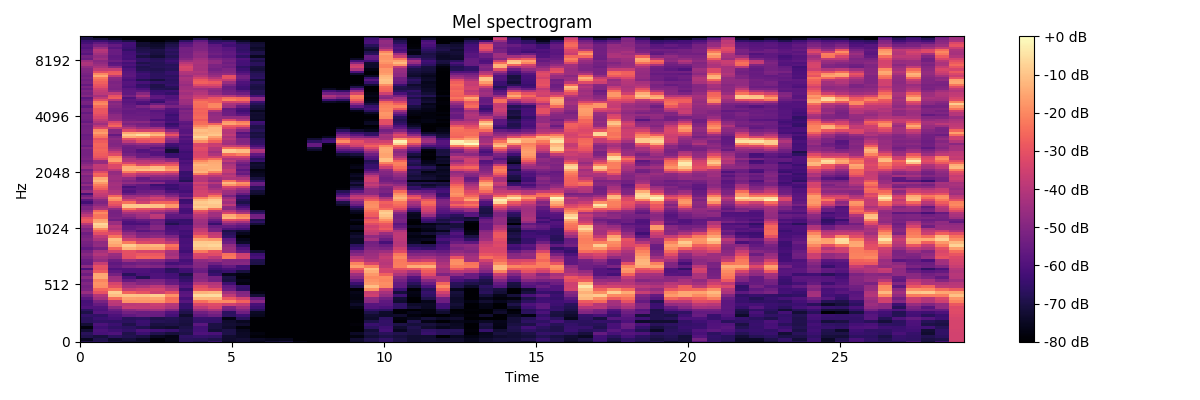 Mel spectrogram
Hz
8192
4096
2048
1024
512
0
0 5 10 15 20 25
Time
+0 dB
-10 dB
-20 dB
-30 dB
-40 dB
-50 dB
-60 dB
-70 dB
-80 dB